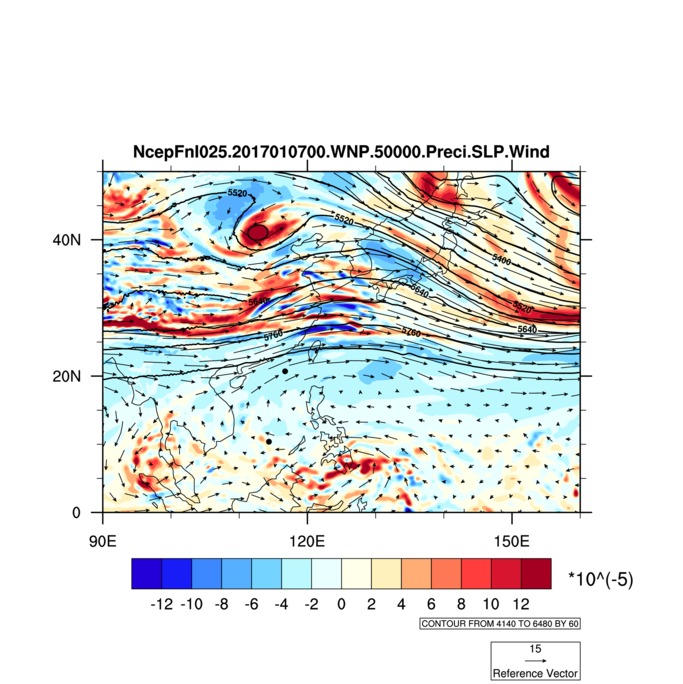 NcepFnl025.2017010700.WNP.50000.Preci.SLP.Wind
5520
5520
40N
5400
5640
5640
5520
5760
5760
5640
20N
0
90E 120E 150E
*10^(-5)
-12 -10 -8 -6 -4 -2 0 2 4 6 8 10 12
CONTOUR FROM 4140 TO 6480 BY 60
15
Reference Vector